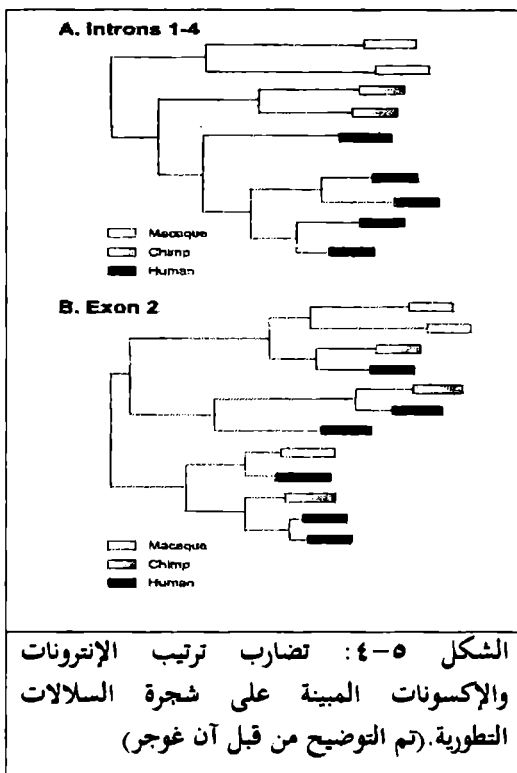 A. Introns 1-4
Macaque
Chimp
Human
B. Exon 2
Macaque
Chimp
Human
الشكل ٥-٤: تضارب ترتيب الإنترونات
والإكسونات المبينة على شجرة السلالات
التطورية.(تم التوضيح من قبل آن غوجر)